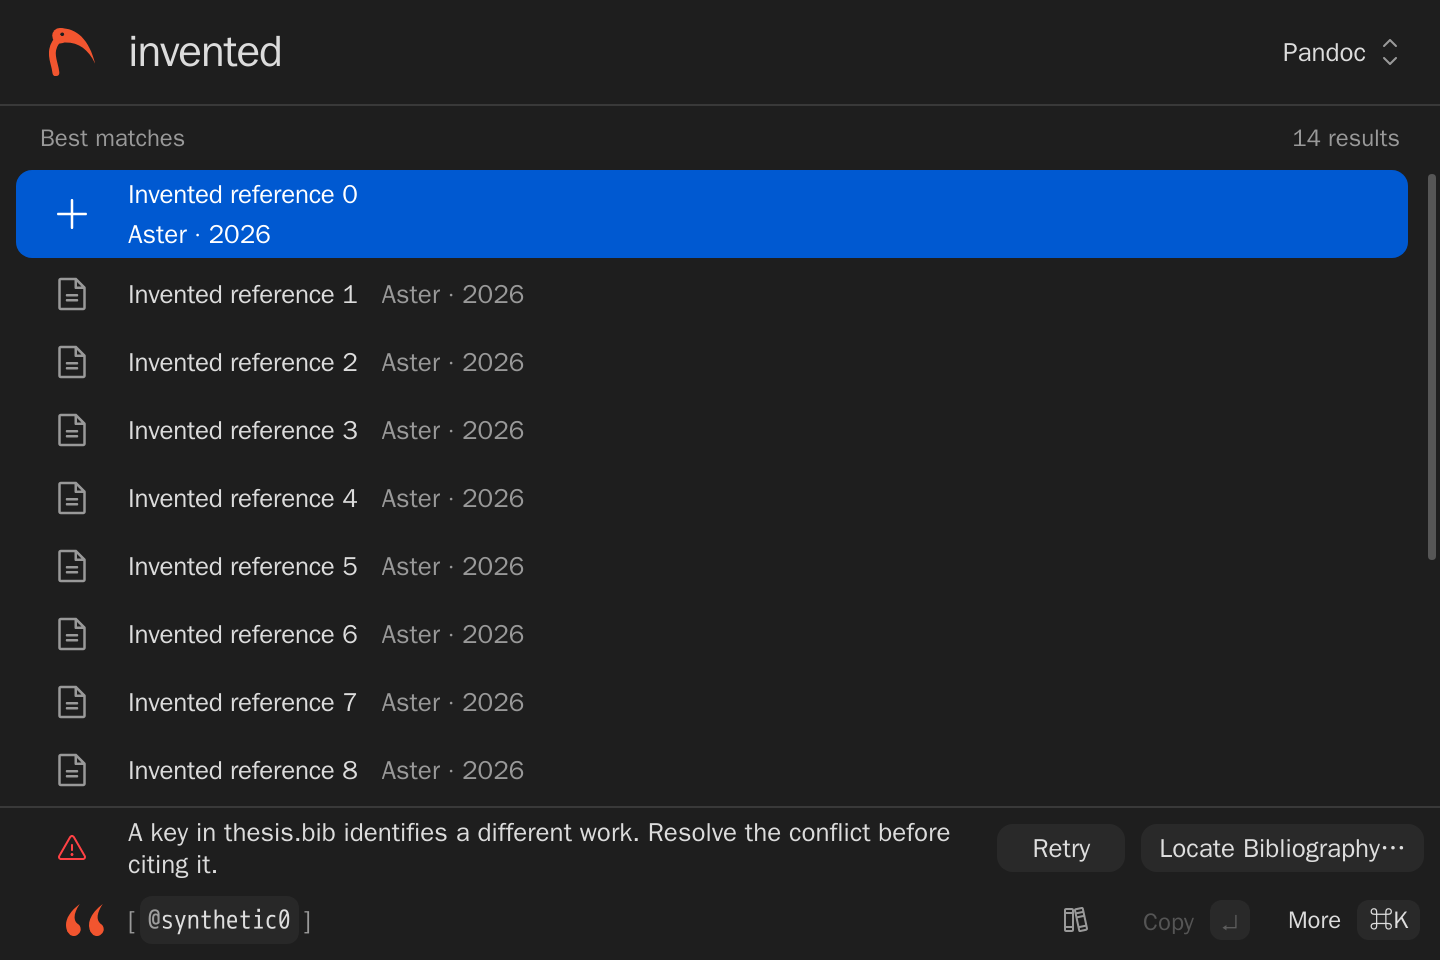 invented
Pandoc
Best matches
14 results
Invented reference 0
Aster · 2026
Invented reference 1 Aster · 2026
Invented reference 2 Aster · 2026
Invented reference 3 Aster · 2026
Invented reference 4 Aster · 2026
Invented reference 5 Aster · 2026
Invented reference 6 Aster · 2026
Invented reference 7 Aster · 2026
Invented reference 8 Aster · 2026
A key in thesis.bib identifies a different work. Resolve the conflict before
citing it.
Retry
Locate Bibliography···
[ @synthetic0 ]
Copy ↵
More ⌘K